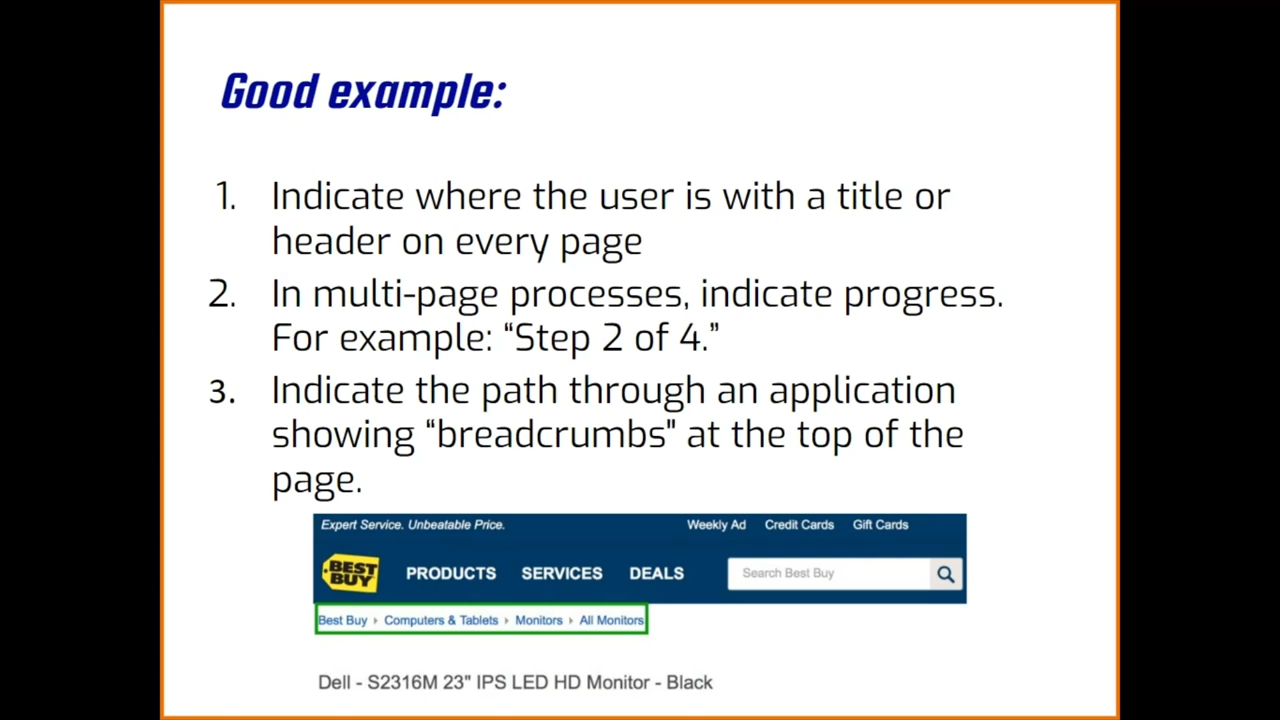 Good example:
1. Indicate where the user is with a title or
header on every page
2. In multi-page processes, indicate progress.
For example: “Step 2 of 4.”
3. Indicate the path through an application
showing “breadcrumbs" at the top of the
page.
Expert Service. Unbeatable Price. Weekly Ad Credit Cards Gift Cards
BEST
BUY
PRODUCTS SERVICES DEALS Search Best Buy
Best Buy Computers & Tablets Monitors All Monitors
Dell - S2316M 23" IPS LED HD Monitor - Black